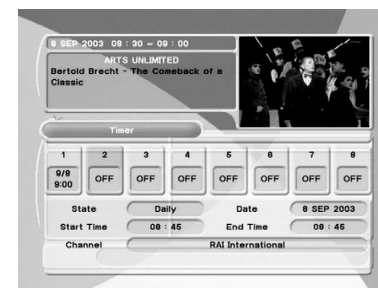 8 SEP 2003 08 : 30 ~ 09 : 00
ARTS UNLIMITED
Bertold Brecht - The Comeback of a
Classic
Timer
1 2 3 4 5 6 7 8
9/8
9:00 OFF OFF OFF OFF OFF OFF OFF
State Daily Date 8 SEP 2003
Start Time 08 : 45 End Time 08 : 45
Channel RAI International